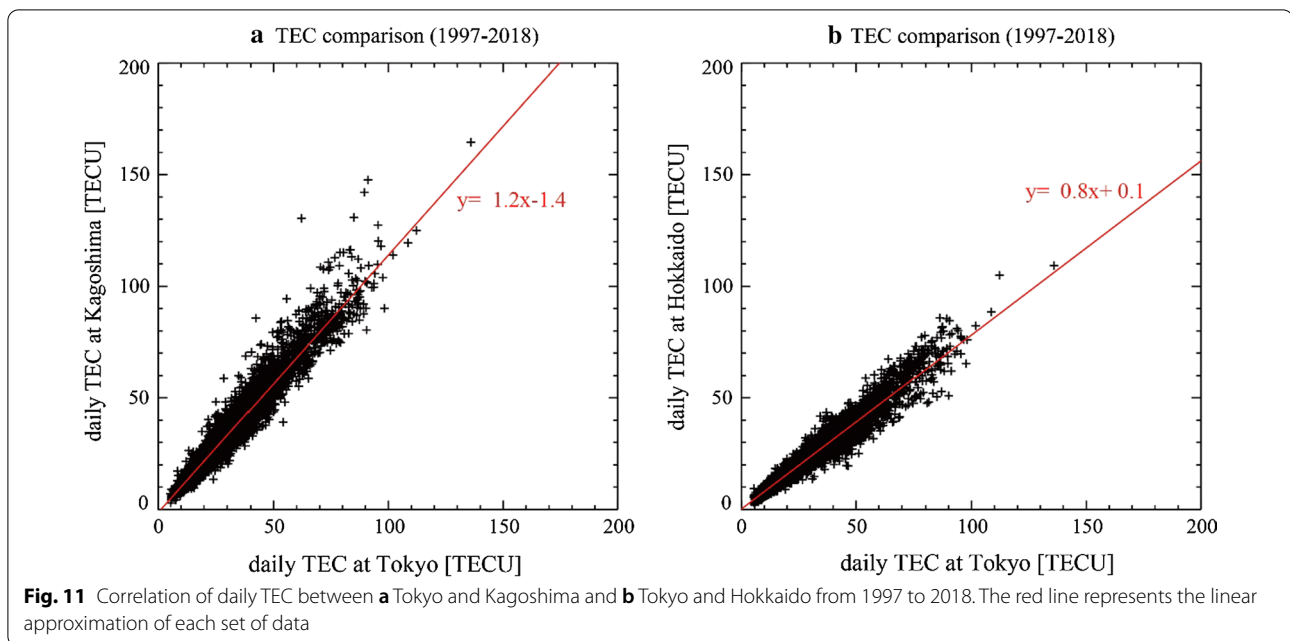 a TEC comparison (1997-2018)
200
150
100
50
0
daily TEC at Kagoshima [TECU]
y= 1.2x-1.4
0 50 100 150 200
daily TEC at Tokyo [TECU]
b TEC comparison (1997-2018)
200
150
100
50
0
daily TEC at Hokkaido [TECU]
y= 0.8x+ 0.1
0 50 100 150 200
daily TEC at Tokyo [TECU]
Fig. 11 Correlation of daily TEC between a Tokyo and Kagoshima and b Tokyo and Hokkaido from 1997 to 2018. The red line represents the linear
approximation of each set of data